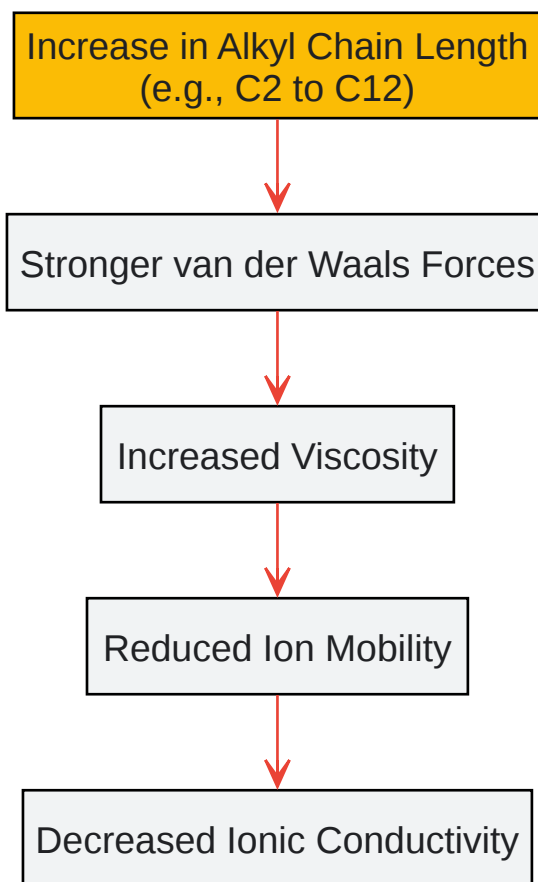 Increase in Alkyl Chain Length
(e.g., C2 to C12)
Stronger van der Waals Forces
Increased Viscosity
Reduced Ion Mobility
Decreased Ionic Conductivity